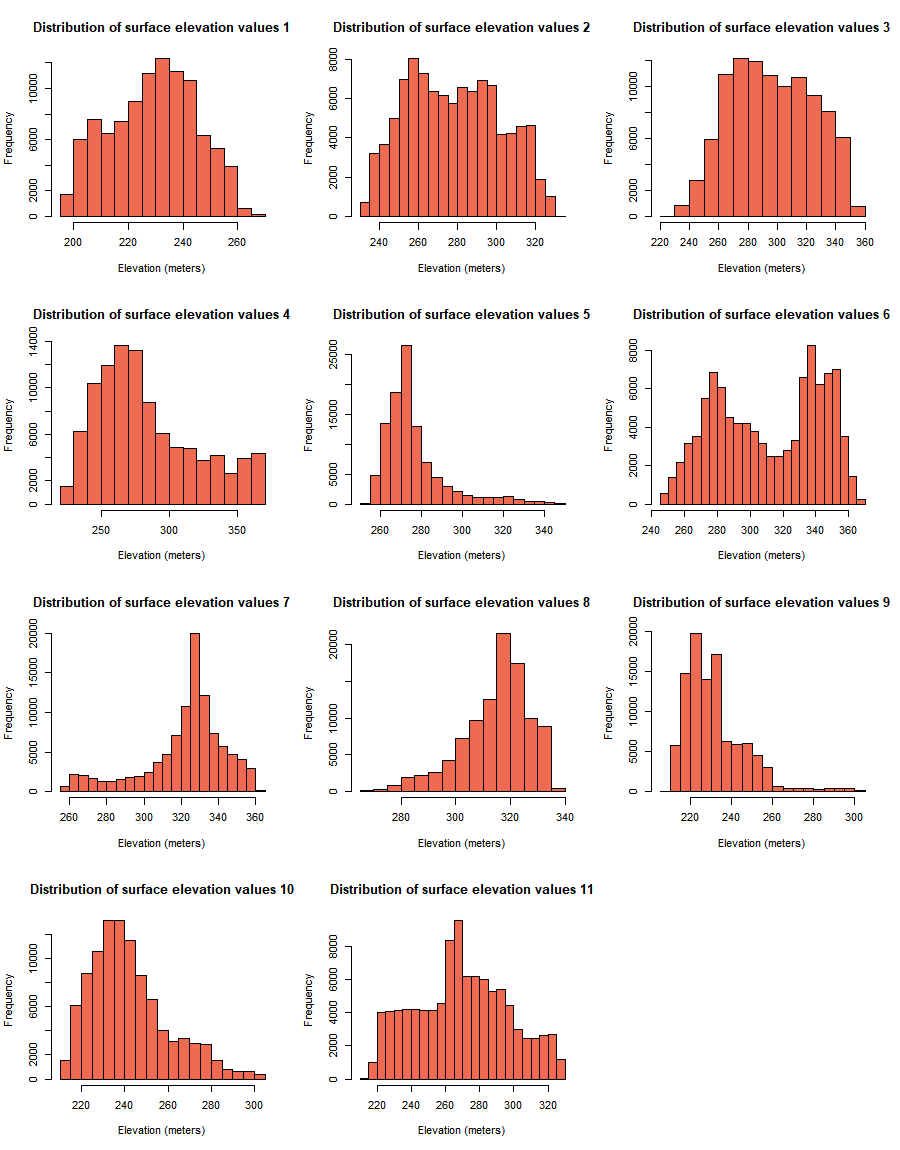 Distribution of surface elevation values 1
Frequency
0 2000 6000 10000
200 220 240 260
Elevation (meters)
Distribution of surface elevation values 2
Frequency
0 2000 4000 6000 8000
240 260 280 300 320
Elevation (meters)
Distribution of surface elevation values 3
Frequency
0 2000 6000 10000
220 240 260 280 300 320 340 360
Elevation (meters)
Distribution of surface elevation values 4
Frequency
0 2000 6000 10000 14000
250 300 350
Elevation (meters)
Distribution of surface elevation values 5
Frequency
0 5000 15000 25000
260 280 300 320 340
Elevation (meters)
Distribution of surface elevation values 6
Frequency
0 2000 4000 6000 8000
240 260 280 300 320 340 360
Elevation (meters)
Distribution of surface elevation values 7
Frequency
0 5000 10000 15000 20000
260 280 300 320 340 360
Elevation (meters)
Distribution of surface elevation values 8
Frequency
0 5000 10000 20000
280 300 320 340
Elevation (meters)
Distribution of surface elevation values 9
Frequency
0 5000 10000 15000 20000
220 240 260 280 300
Elevation (meters)
Distribution of surface elevation values 10
Frequency
0 2000 6000 10000
220 240 260 280 300
Elevation (meters)
Distribution of surface elevation values 11
Frequency
0 2000 4000 6000 8000
220 240 260 280 300 320
Elevation (meters)